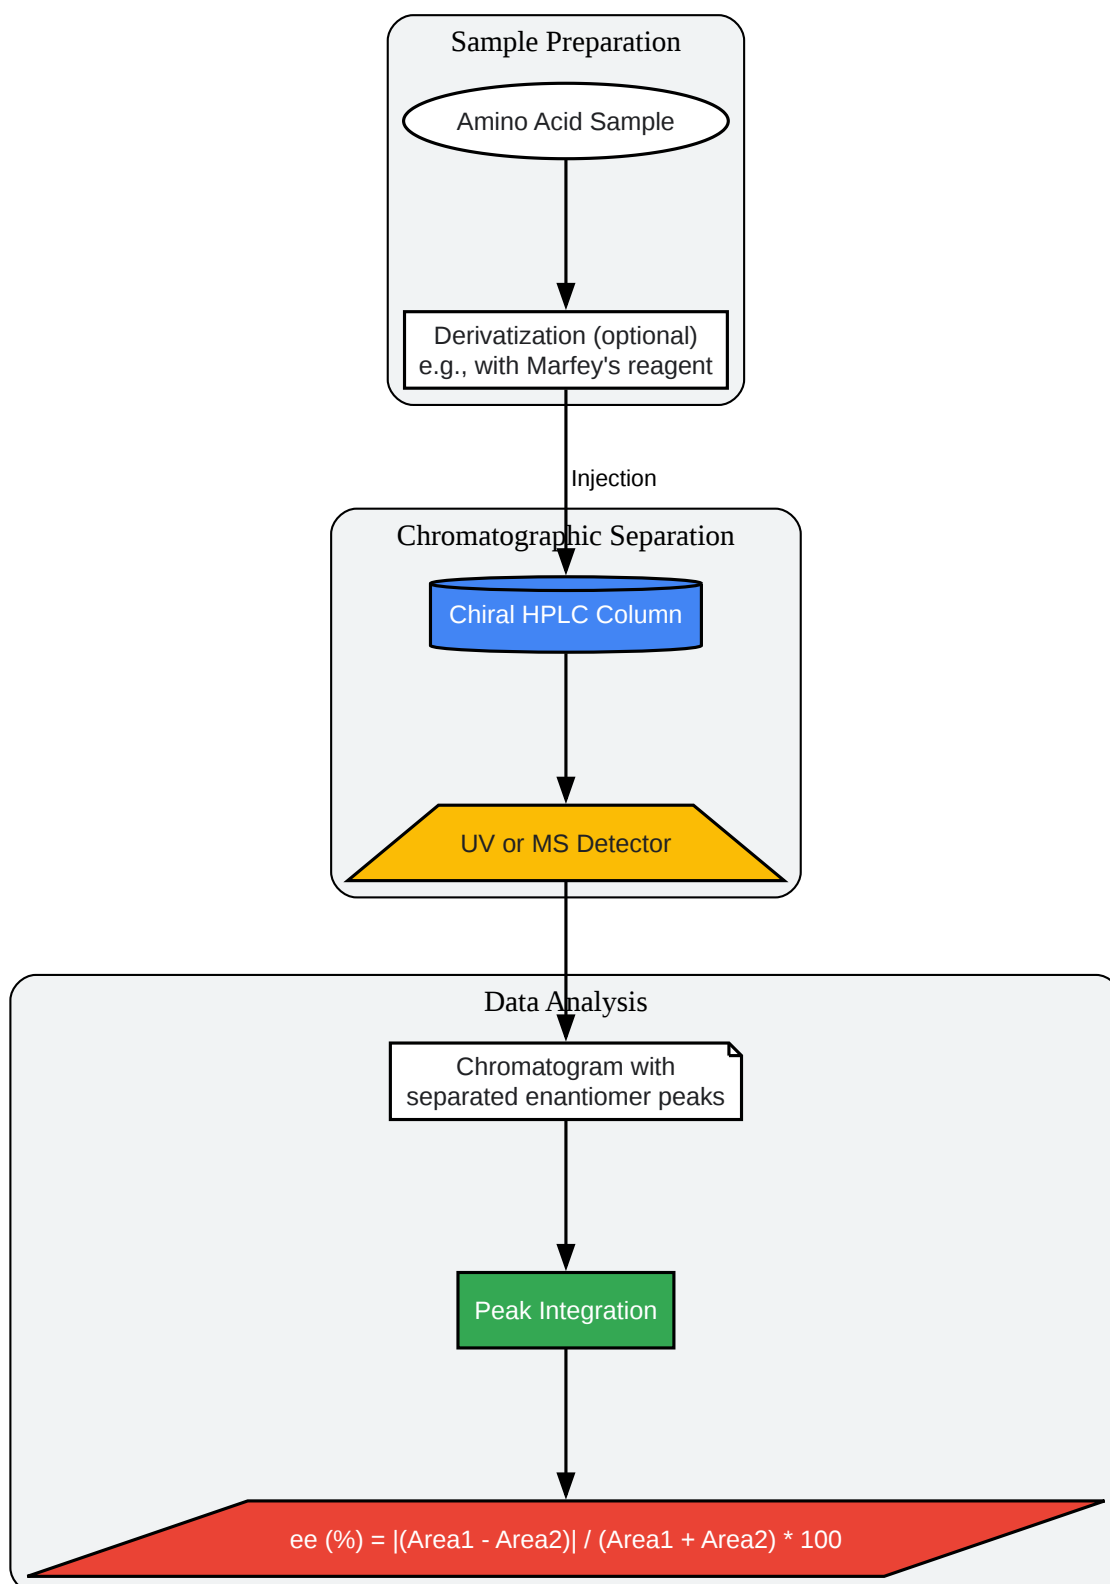 Sample Preparation
Amino Acid Sample
Derivatization (optional)
e.g., with Marfey's reagent
Injection
Chromatographic Separation
Chiral HPLC Column
UV or MS Detector
Data Analysis
Chromatogram with
separated enantiomer peaks
Peak Integration
ee (%) = |(Area1 - Area2)| / (Area1 + Area2) * 100